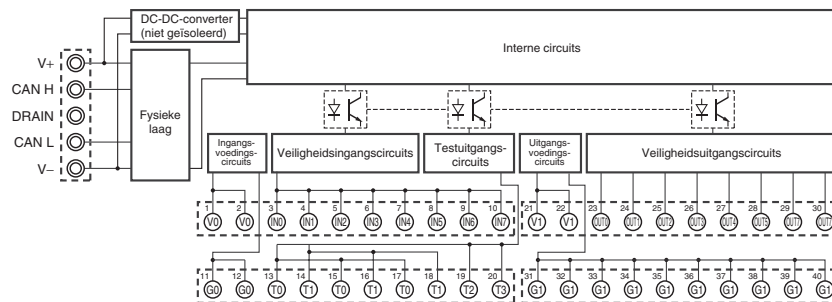 DC-DC-converter
(niet geïsoleerd)
Interne circuits
V+
CAN H
DRAIN
CAN L
V–
Fysieke
laag
Ingangs-
voedings-
circuits
Veiligheidsingangscircuits
Testuitgangs-
circuits
Uitgangs-
voedings-
circuits
Veiligheidsuitgangscircuits
1 2 3 4 5 6 7 8 9 10
V0 V0 IN0 IN1 IN2 IN3 IN4 IN5 IN6 IN7
21 22 23 24 25 26 27 28 29 30
V1 V1 OUT0 OUT1 OUT2 OUT3 OUT4 OUT5 OUT7
11 12 13 14 15 16 17 18 19 20
G0 G0 T0 T1 T0 T1 T0 T1 T2 T3
31 32 33 34 35 36 37 38 39 40
G1 G1 G1 G1 G1 G1 G1 G1 G1 G1